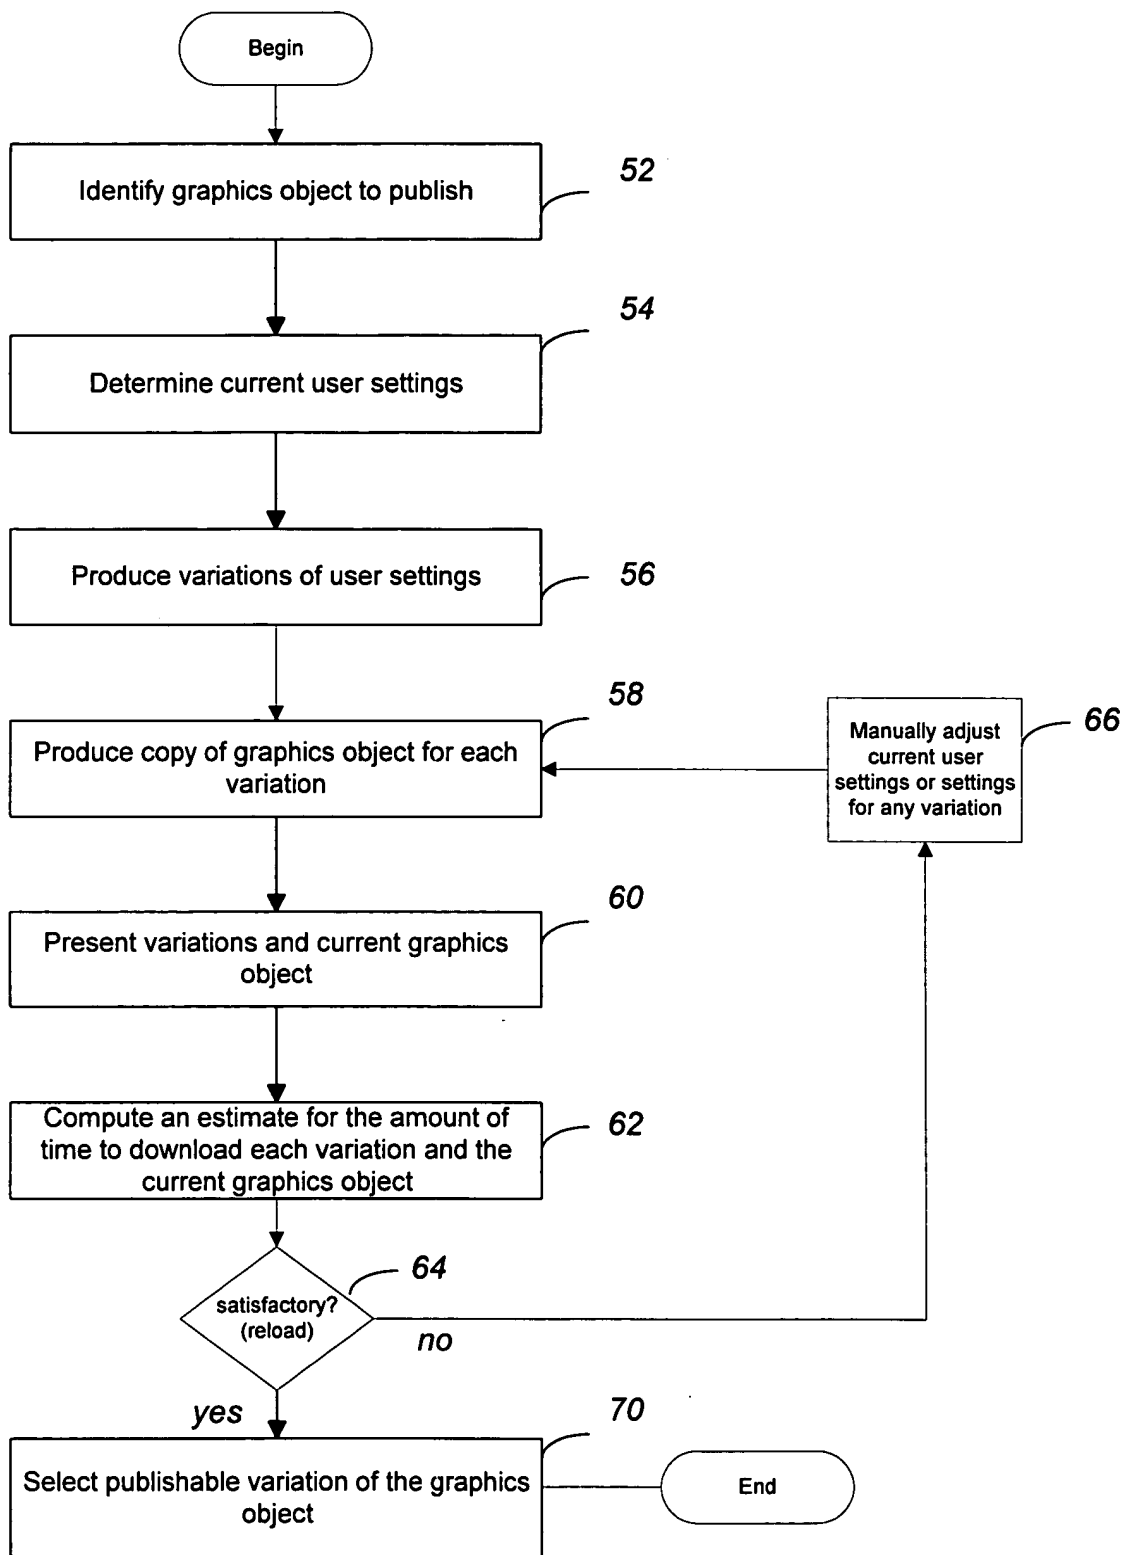 Begin
Identify graphics object to publish
52
54
Determine current user settings
Produce variations of user settings
56
58
Produce copy of graphics object for each
variation
Manually adjust
current user
settings or settings
for any variation
66
60
Present variations and current graphics
object
Compute an estimate for the amount of
time to download each variation and the
current graphics object
62
64
satisfactory?
(reload)
no
yes
70
Select publishable variation of the graphics
object
End